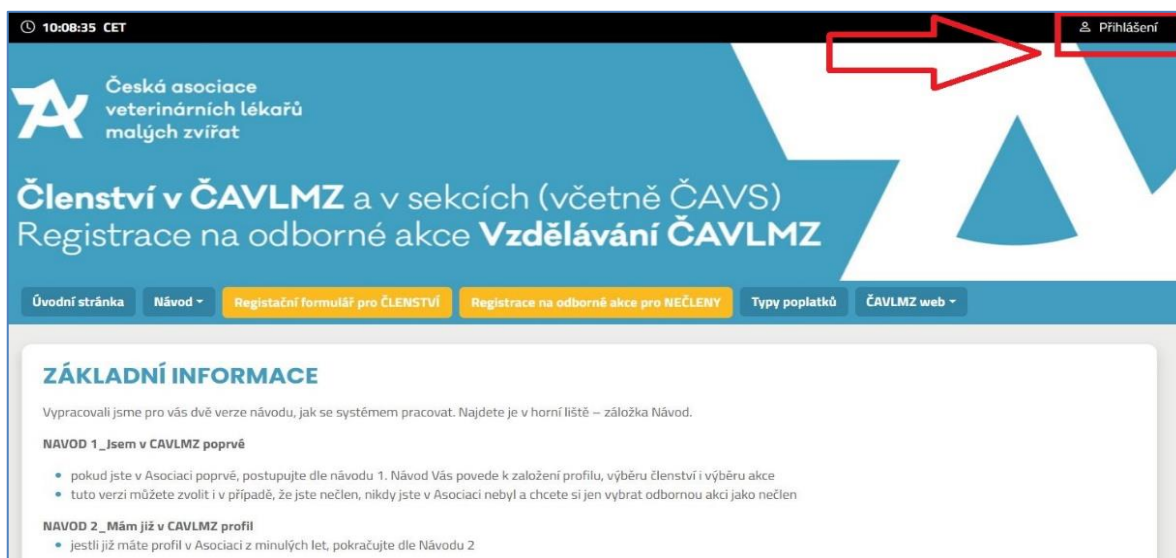 10:08:35 CET
Přihlášení
Česká asociace
veterinárních lékařů
malých zvířat
Členství v ČAVLMZ a v sekcích (včetně ČAVS)
Registrace na odborné akce Vzdělávání ČAVLMZ
Úvodní stránka Návod Registační formulář pro ČLENSTVÍ Registrace na odborné akce pro NEČLENY Typy poplatků ČAVLMZ web
ZÁKLADNÍ INFORMACE
Vypracovali jsme pro vás dvě verze návodu, jak se systémem pracovat. Najdete je v horní liště – záložka Návod.
NAVOD 1_Jsem v CAVLMZ poprvé
• pokud jste v Asociaci poprvé, postupujte dle návodu 1. Návod Vás povede k založení profilu, výběru členství i výběru akce
• tuto verzi můžete zvolit i v případě, že jste nečlen, nikdy jste v Asociaci nebyl a chcete si jen vybrat odbornou akci jako nečlen
NAVOD 2_Mám již v CAVLMZ profil
• jestli již máte profil v Asociaci z minulých let, pokračujte dle Návodu 2